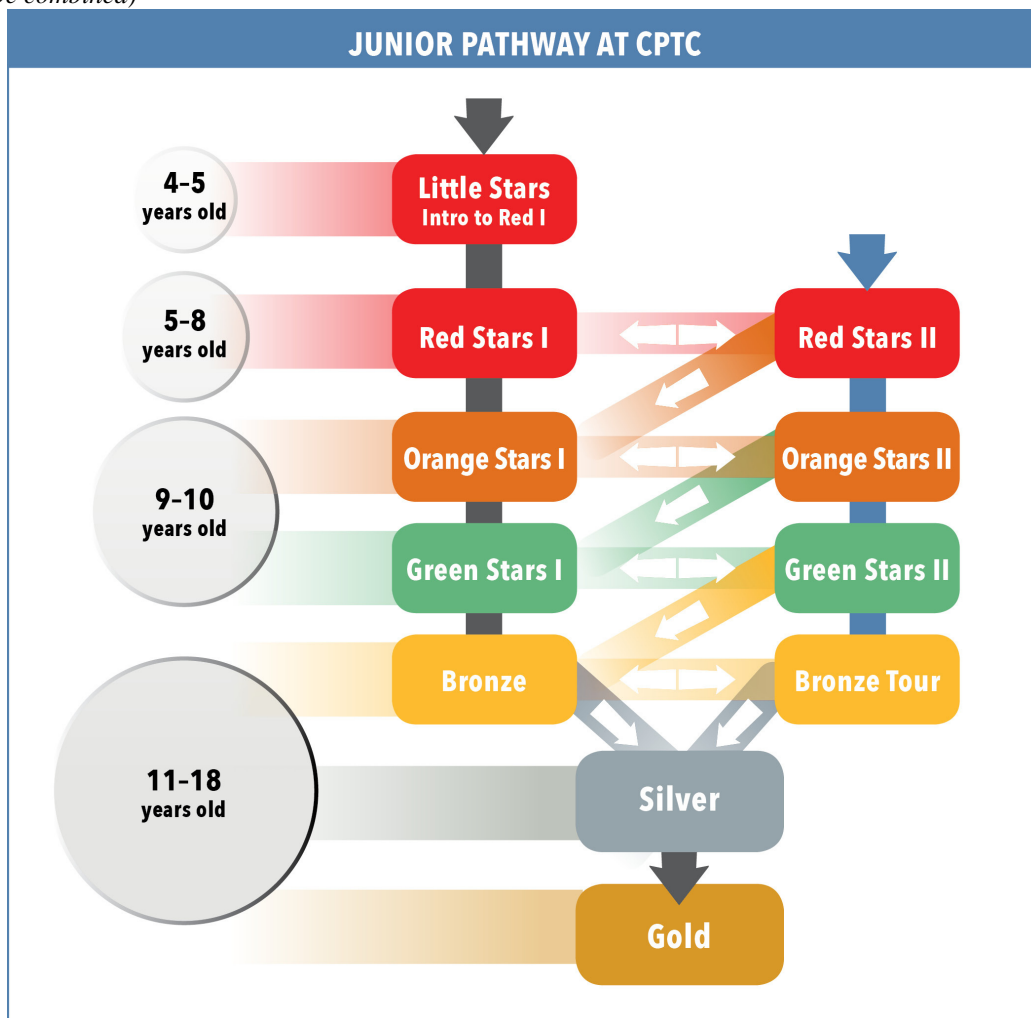 be combined)
JUNIOR PATHWAY AT CPTC
4–5
years old
Little Stars
Intro to Red I
5–8
years old
Red Stars I
Red Stars II
Orange Stars I
Orange Stars II
9–10
years old
Green Stars I
Green Stars II
Bronze
Bronze Tour
11–18
years old
Silver
Gold